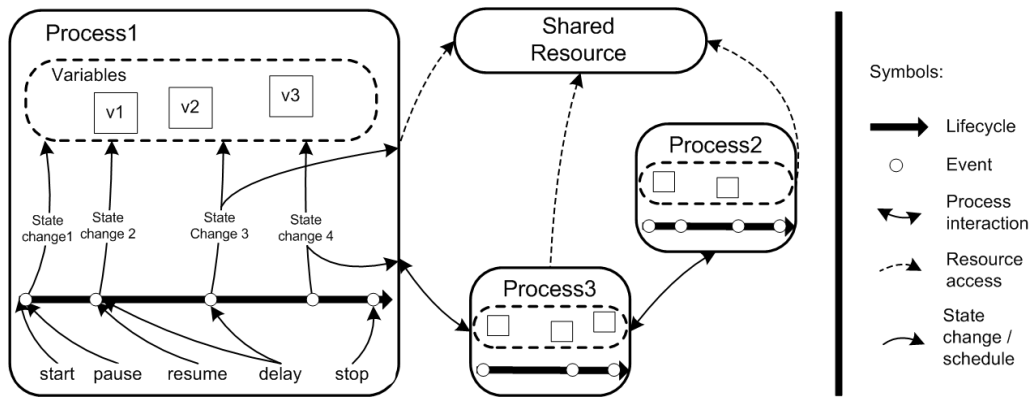 Process1
Variables
v1
v2
v3
State
change1
State
change 2
State
Change 3
State
change 4
start
pause
resume
delay
stop
Shared
Resource
Process2
Process3
Symbols:
Lifecycle
Event
Process
interaction
Resource
access
State
change /
schedule